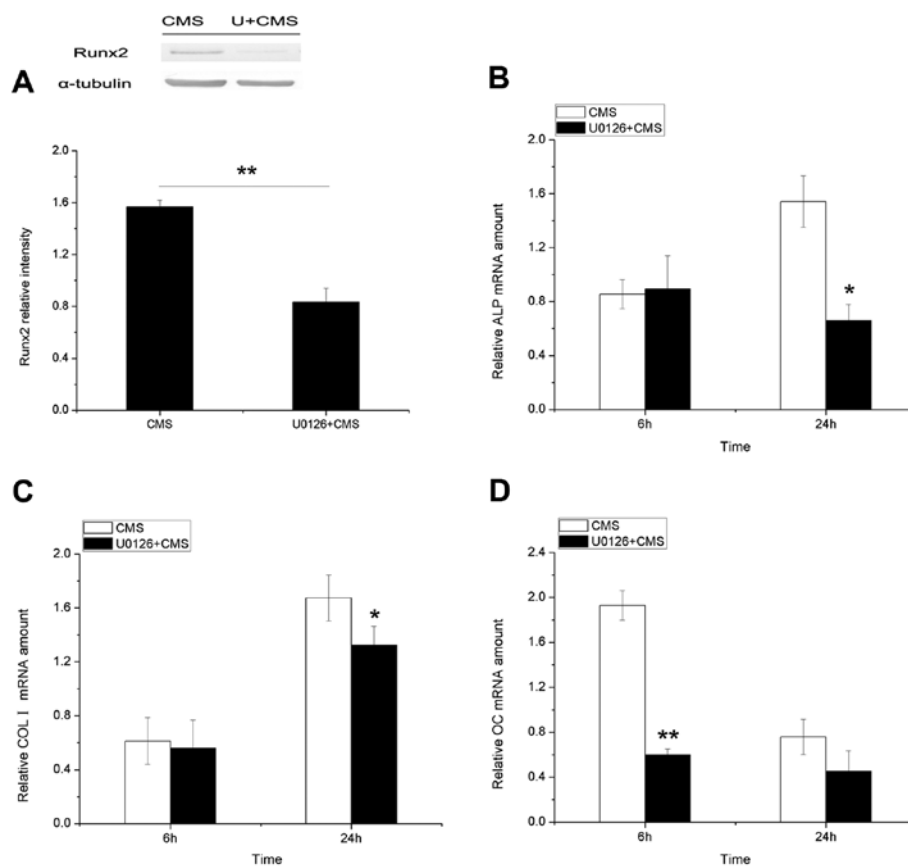 CMS U+CMS
Runx2
α-tubulin
A
**
Runx2 relative intensity
2.0
1.6
1.2
0.8
0.4
0.0
CMS U0126+CMS
B
CMS
U0126+CMS
Relative ALP mRNA amount
2.0
1.6
1.2
0.8
0.4
0.0
*
6h 24h
Time
C
CMS
U0126+CMS
Relative COL I mRNA amount
2.0
1.6
1.2
0.8
0.4
0.0
*
6h 24h
Time
D
CMS
U0126+CMS
Relative OC mRNA amount
2.4
2.0
1.6
1.2
0.8
0.4
0.0
**
6h 24h
Time